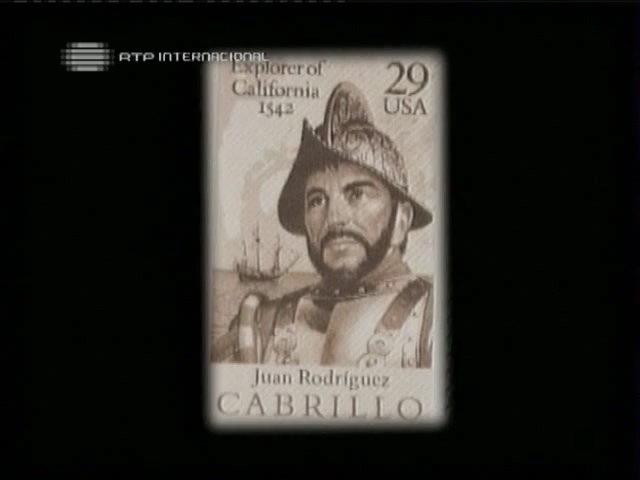 RTP INTERNACIONAL
Explorer of
California
1542
29
USA
Juan Rodríguez
CABRILLO